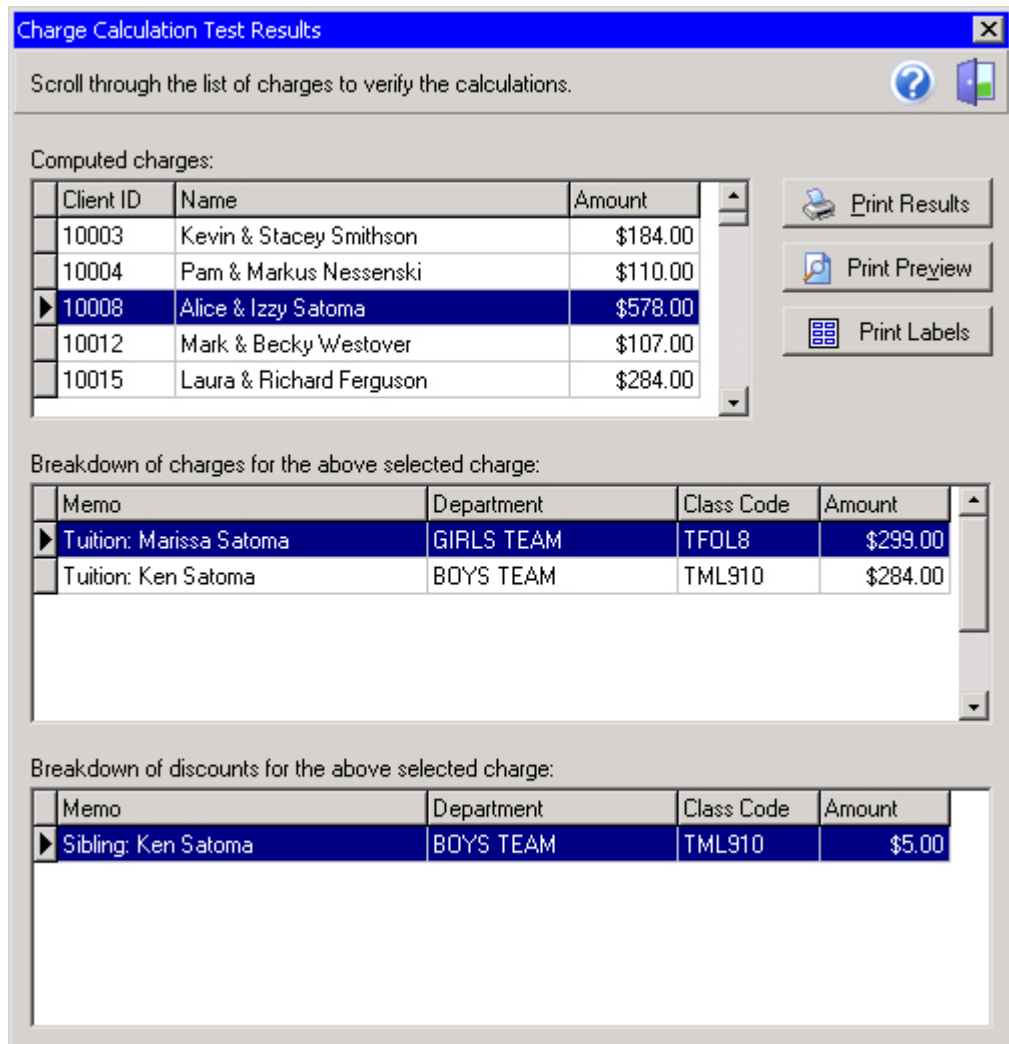 Charge Calculation Test Results
Scroll through the list of charges to verify the calculations.
Computed charges:
Client ID Name Amount
10003 Kevin & Stacey Smithson $184.00
10004 Pam & Markus Nessenski $110.00
10008 Alice & Izzy Satoma $578.00
10012 Mark & Becky Westover $107.00
10015 Laura & Richard Ferguson $284.00
Print Results
Print Preview
Print Labels
Breakdown of charges for the above selected charge:
Memo Department Class Code Amount
Tuition: Marissa Satoma GIRLS TEAM TFOL8 $299.00
Tuition: Ken Satoma BOYS TEAM TML910 $284.00
Breakdown of discounts for the above selected charge:
Memo Department Class Code Amount
Sibling: Ken Satoma BOYS TEAM TML910 $5.00